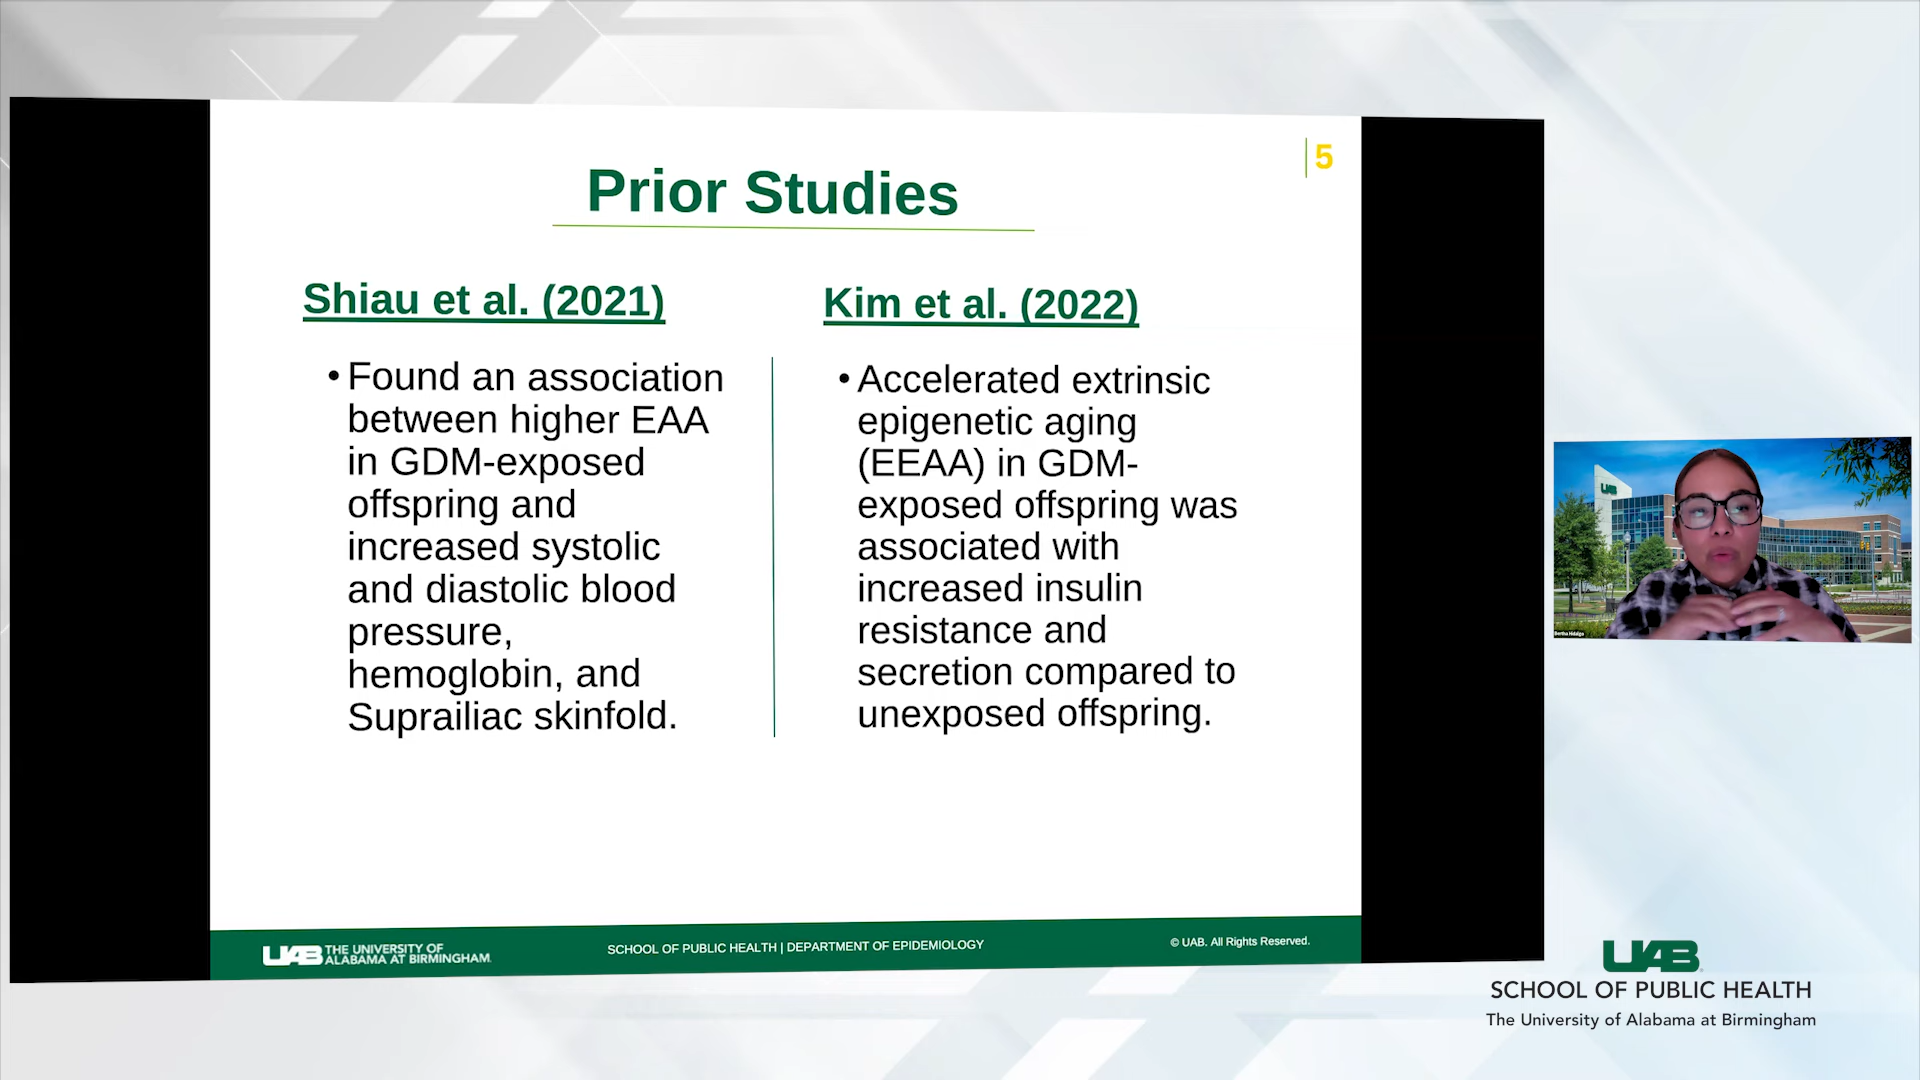 5
Prior Studies
Shiau et al. (2021)
• Found an association
between higher EAA
in GDM-exposed
offspring and
increased systolic
and diastolic blood
pressure,
hemoglobin, and
Suprailiac skinfold.
Kim et al. (2022)
• Accelerated extrinsic
epigenetic aging
(EEAA) in GDM-
exposed offspring was
associated with
increased insulin
resistance and
secretion compared to
unexposed offspring.
UAB THE UNIVERSITY OF
ALABAMA AT BIRMINGHAM
SCHOOL OF PUBLIC HEALTH | DEPARTMENT OF EPIDEMIOLOGY
© UAB. All Rights Reserved.
UAB
Bertha Hidalgo
UAB
SCHOOL OF PUBLIC HEALTH
The University of Alabama at Birmingham